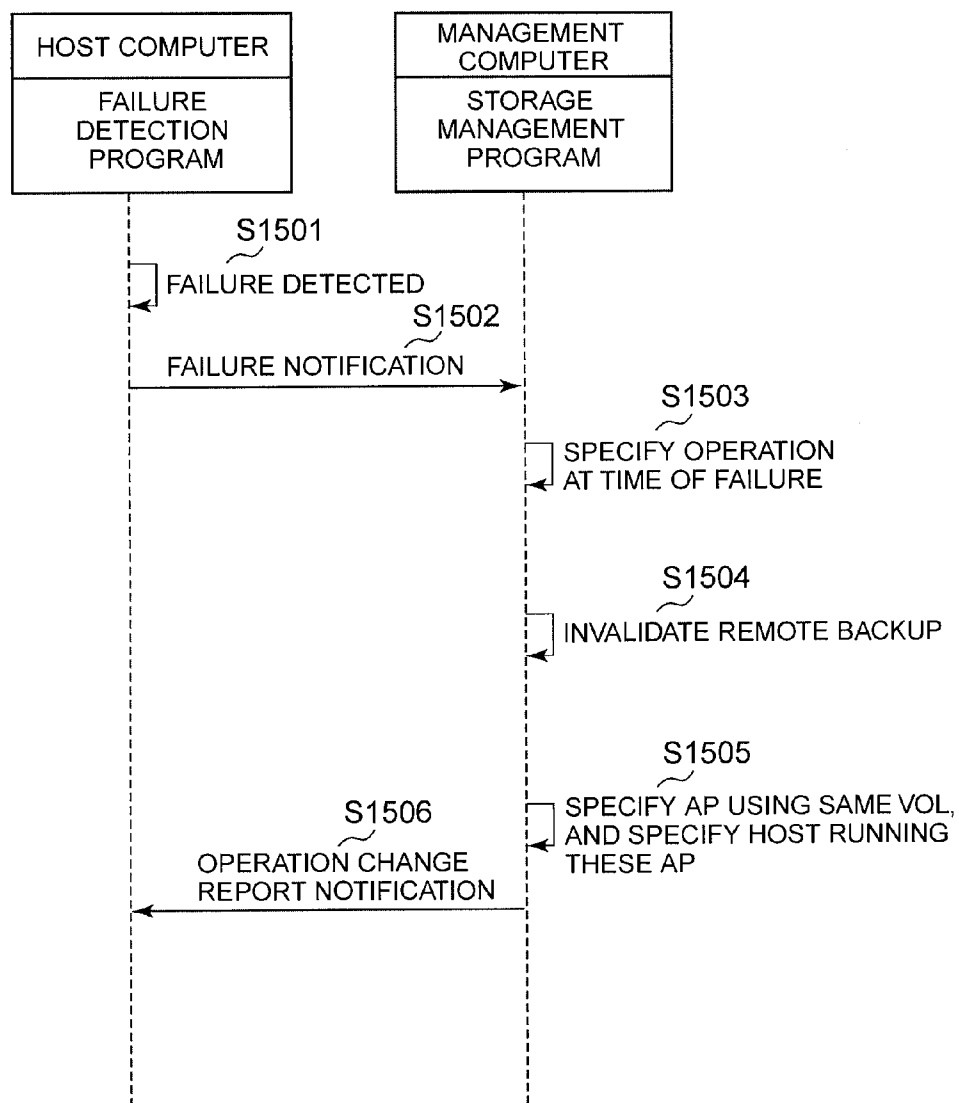 HOST COMPUTER
FAILURE
DETECTION
PROGRAM
MANAGEMENT
COMPUTER
STORAGE
MANAGEMENT
PROGRAM
S1501
FAILURE DETECTED
S1502
FAILURE NOTIFICATION
S1503
SPECIFY OPERATION
AT TIME OF FAILURE
S1504
INVALIDATE REMOTE BACKUP
S1505
SPECIFY AP USING SAME VOL,
AND SPECIFY HOST RUNNING
THESE AP
S1506
OPERATION CHANGE
REPORT NOTIFICATION